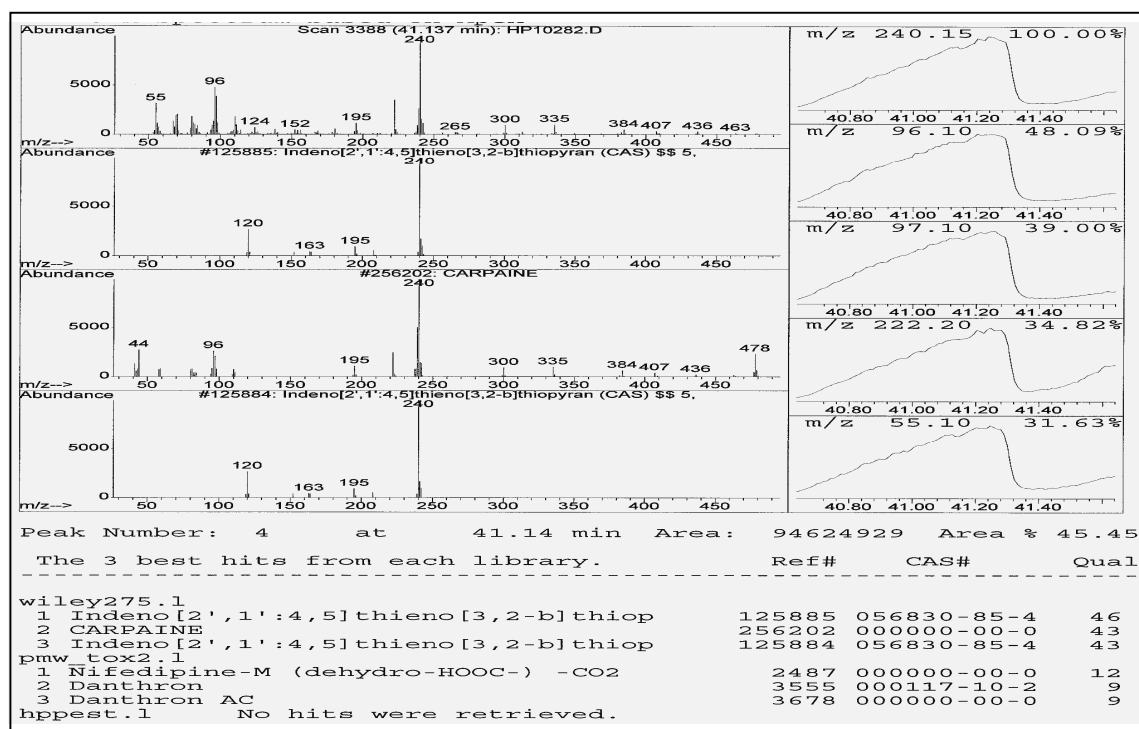 Abundance Scan 3388 (41.137 min): HP10282.D
240
5000
55 96 124 152 195 265 300 335 384 407 436 463
m/z--> 50 100 150 200 250 300 350 400 450
#125885: Indeno[2',1':4,5]thieno[3,2-b]thiopyran (CAS) $$ 5,
5000
120 163 195
0
m/z--> 50 100 150 200 250 300 350 400 450
Abundance #256202: CARPAINE
240
5000
44 96 195 300 335 384 407 436 478
0
m/z--> 50 100 150 200 250 300 350 400 450
#125884: Indeno[2',1':4,5]thieno[3,2-b]thiopyran (CAS) $$ 5,
240
5000
120 163 195
0
m/z--> 50 100 150 200 250 300 350 400 450
m/z 240.15 100.00%
40.80 41.00 41.20 41.40
m/z 96.10 48.09%
40.80 41.00 41.20 41.40
m/z 97.10 39.00%
40.80 41.00 41.20 41.40
m/z 222.20 34.82%
40.80 41.00 41.20 41.40
m/z 55.10 31.63%
40.80 41.00 41.20 41.40
Peak Number: 4 at 41.14 min Area: 94624929 Area % 45.45
The 3 best hits from each library. Ref# CAS# Qual
wiley275.l
1 Indeno[2',1':4,5]thieno[3,2-b]thiop 125885 056830-85-4 46
2 CARPAINE 256202 000000-00-0 43
3 Indeno[2',1':4,5]thieno[3,2-b]thiop 125884 056830-85-4 43
pmw_tox2.l
1 Nifedipine-M (dehydro-HOOC-) -CO2 2487 000000-00-0 12
2 Danthron 3555 000117-10-2 9
3 Danthron AC 3678 000000-00-0 9
hppest.l No hits were retrieved.